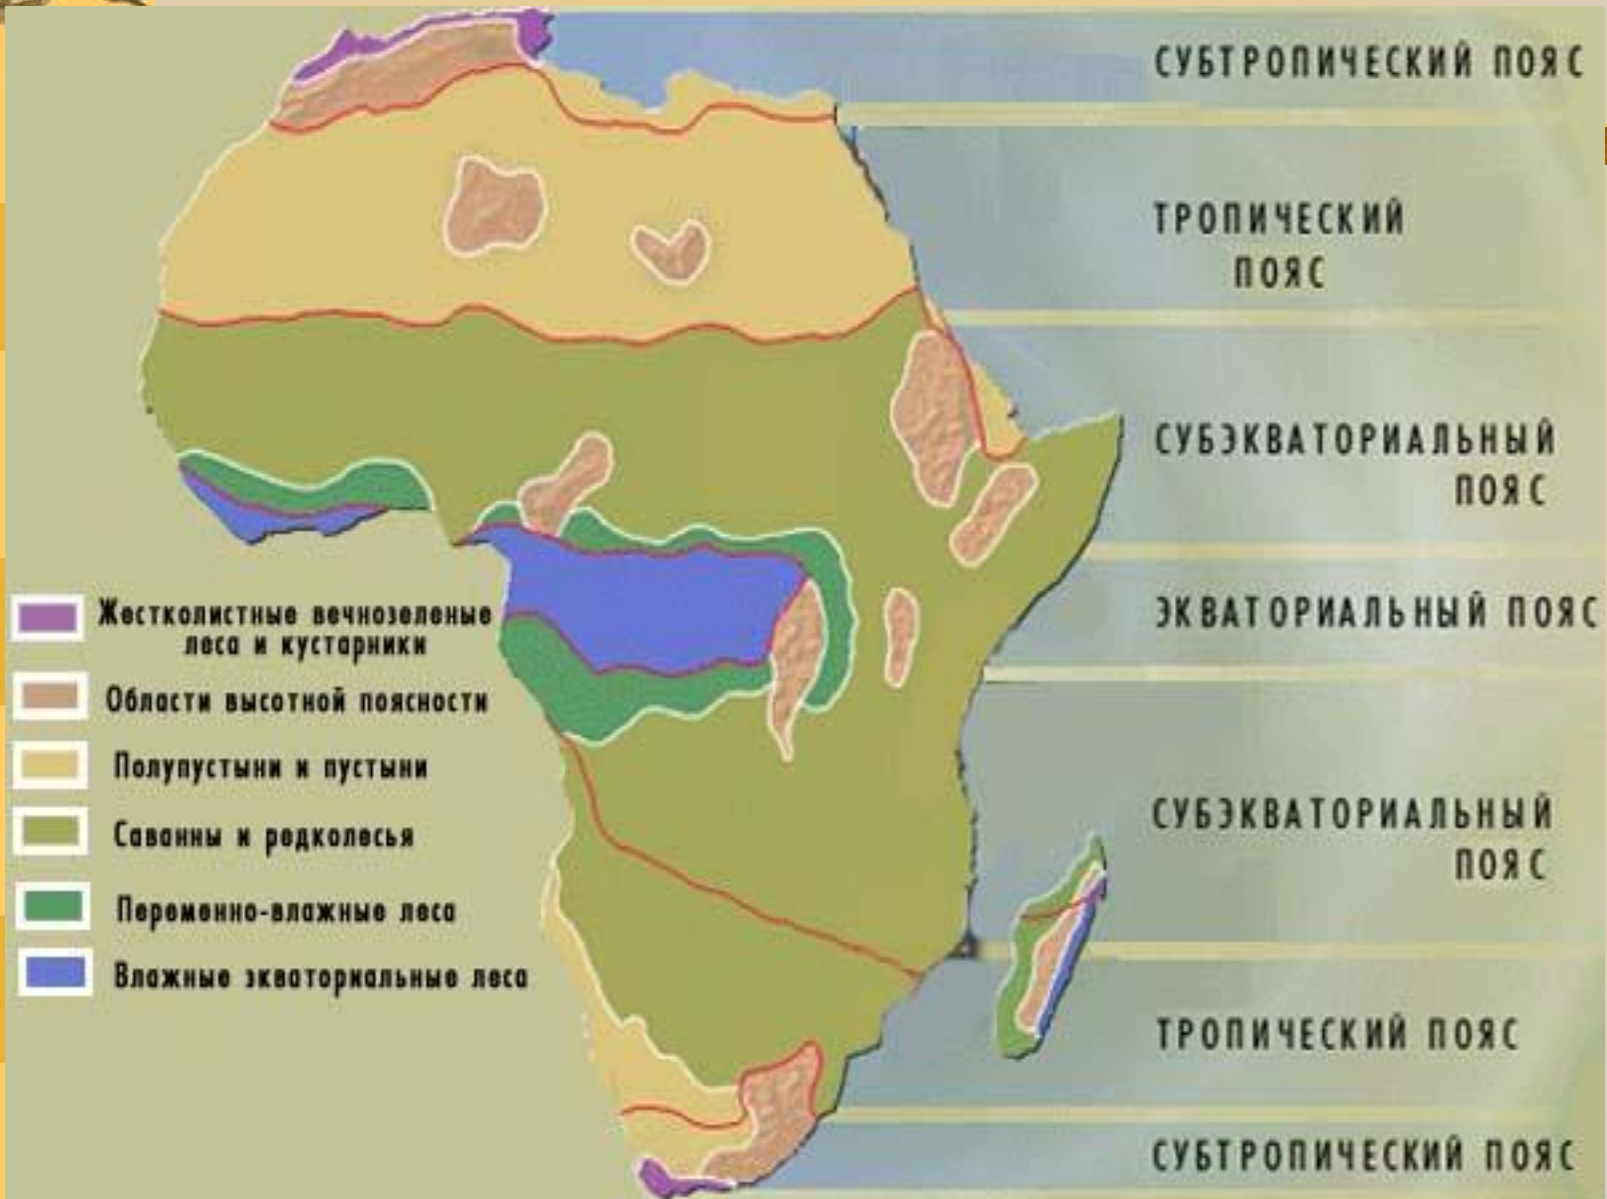 СУБТРОПИЧЕСКИЙ ПОЯС
ТРОПИЧЕСКИЙ
ПОЯС
СУБЭКВАТОРИАЛЬНЫЙ
ПОЯС
ЭКВАТОРИАЛЬНЫЙ ПОЯС
СУБЭКВАТОРИАЛЬНЫЙ
ПОЯС
ТРОПИЧЕСКИЙ ПОЯС
СУБТРОПИЧЕСКИЙ ПОЯС
Жестколистные вечнозеленые
леса и кустарники
Области высотной поясности
Полупустыни и пустыни
Саванны и редколесья
Переменно-влажные леса
Влажные экваториальные леса